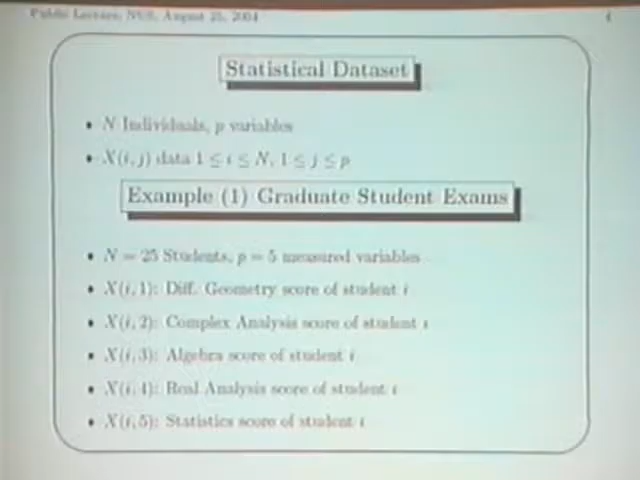 Public Lecture, NUS, August 25, 2004 4
Statistical Dataset
• N Individuals, p variables
• X(i, j) data 1 ≤ i ≤ N, 1 ≤ j ≤ p
Example (1) Graduate Student Exams
• N = 25 Students, p = 5 measured variables
• X(i, 1): Diff. Geometry score of student i
• X(i, 2): Complex Analysis score of student i
• X(i, 3): Algebra score of student i
• X(i, 4): Real Analysis score of student i
• X(i, 5): Statistics score of student i